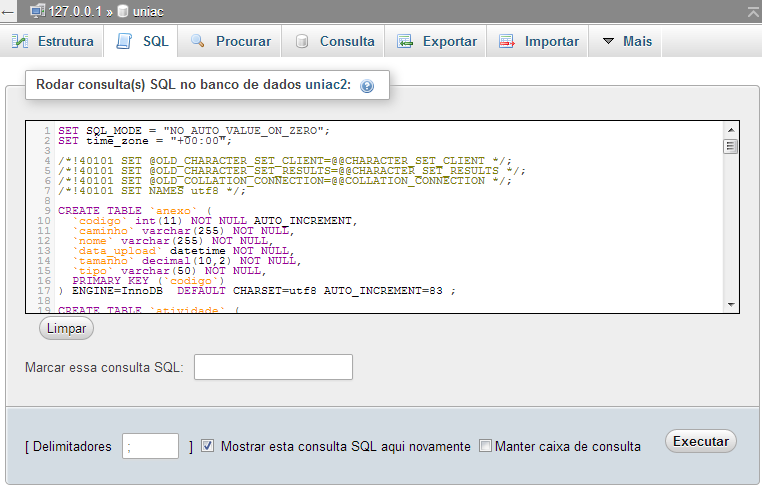 127.0.0.1 » uniac
Estrutura SQL Procurar Consulta Exportar Importar Mais
Rodar consulta(s) SQL no banco de dados uniac2:
1 SET SQL_MODE = "NO_AUTO_VALUE_ON_ZERO";
2 SET time_zone = "+00:00";
3
4 /*!40101 SET @OLD_CHARACTER_SET_CLIENT=@@CHARACTER_SET_CLIENT */;
5 /*!40101 SET @OLD_CHARACTER_SET_RESULTS=@@CHARACTER_SET_RESULTS */;
6 /*!40101 SET @OLD_COLLATION_CONNECTION=@@COLLATION_CONNECTION */;
7 /*!40101 SET NAMES utf8 */;
8
9 CREATE TABLE `anexo` (
10 `codigo` int(11) NOT NULL AUTO_INCREMENT,
11 `caminho` varchar(255) NOT NULL,
12 `nome` varchar(255) NOT NULL,
13 `data_upload` datetime NOT NULL,
14 `tamanho` decimal(10,2) NOT NULL,
15 `tipo` varchar(50) NOT NULL,
16 PRIMARY KEY (`codigo`)
17 ) ENGINE=InnoDB DEFAULT CHARSET=utf8 AUTO_INCREMENT=83 ;
18
19 CREATE TABLE `atividade` (
Limpar
Marcar essa consulta SQL:
[ Delimitadores ; ] Mostrar esta consulta SQL aqui novamente Manter caixa de consulta Executar